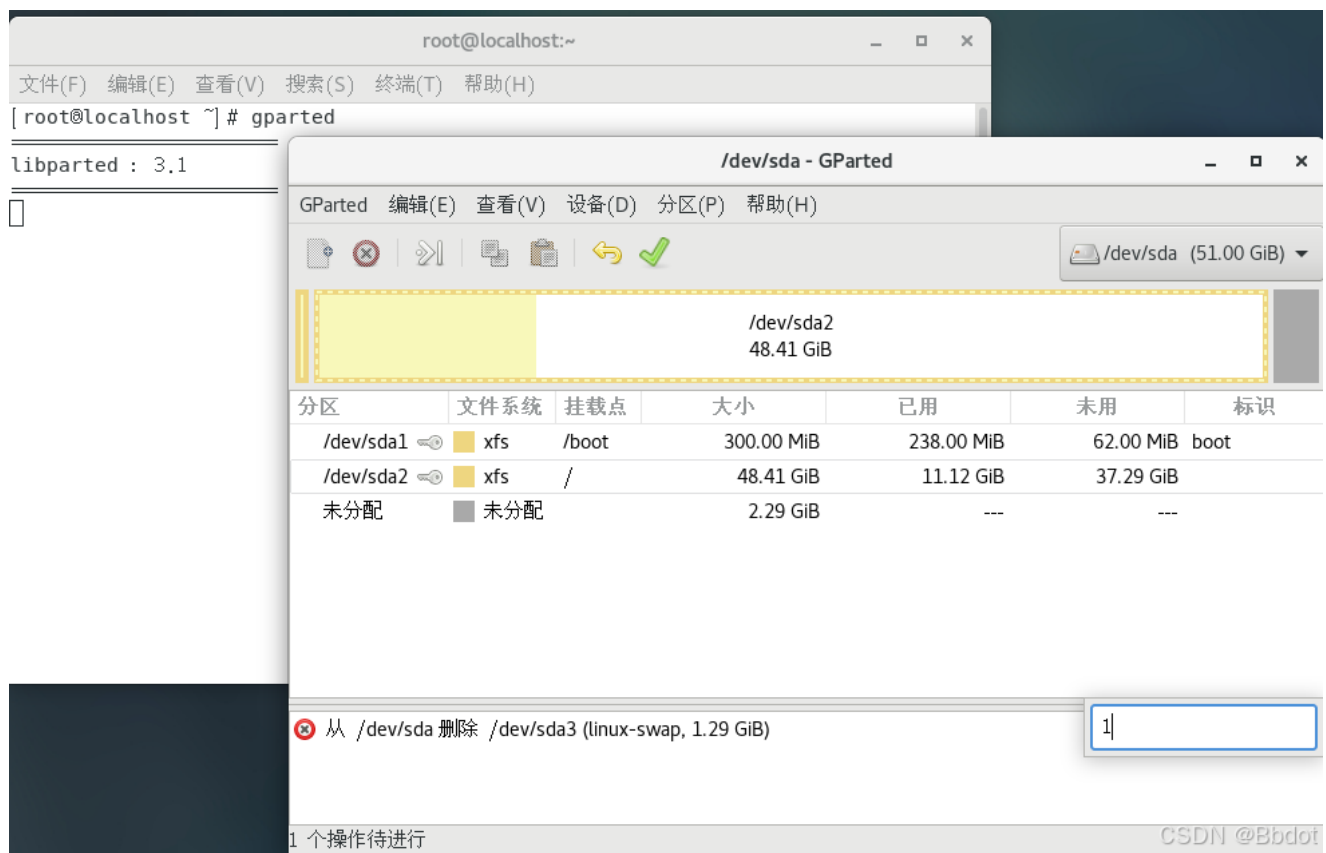 root@localhost:~
文件(F) 编辑(E) 查看(V) 搜索(S) 终端(T) 帮助(H)
[root@localhost ~]# gparted
======================
libparted : 3.1
======================
/dev/sda - GParted
GParted 编辑(E) 查看(V) 设备(D) 分区(P) 帮助(H)
/dev/sda (51.00 GiB)
/dev/sda2
48.41 GiB
分区 文件系统 挂载点 大小 已用 未用 标识
/dev/sda1 xfs /boot 300.00 MiB 238.00 MiB 62.00 MiB boot
/dev/sda2 xfs / 48.41 GiB 11.12 GiB 37.29 GiB
未分配 未分配 2.29 GiB --- ---
从 /dev/sda 删除 /dev/sda3 (linux-swap, 1.29 GiB)
1
1 个操作待进行
CSDN @Bbdot